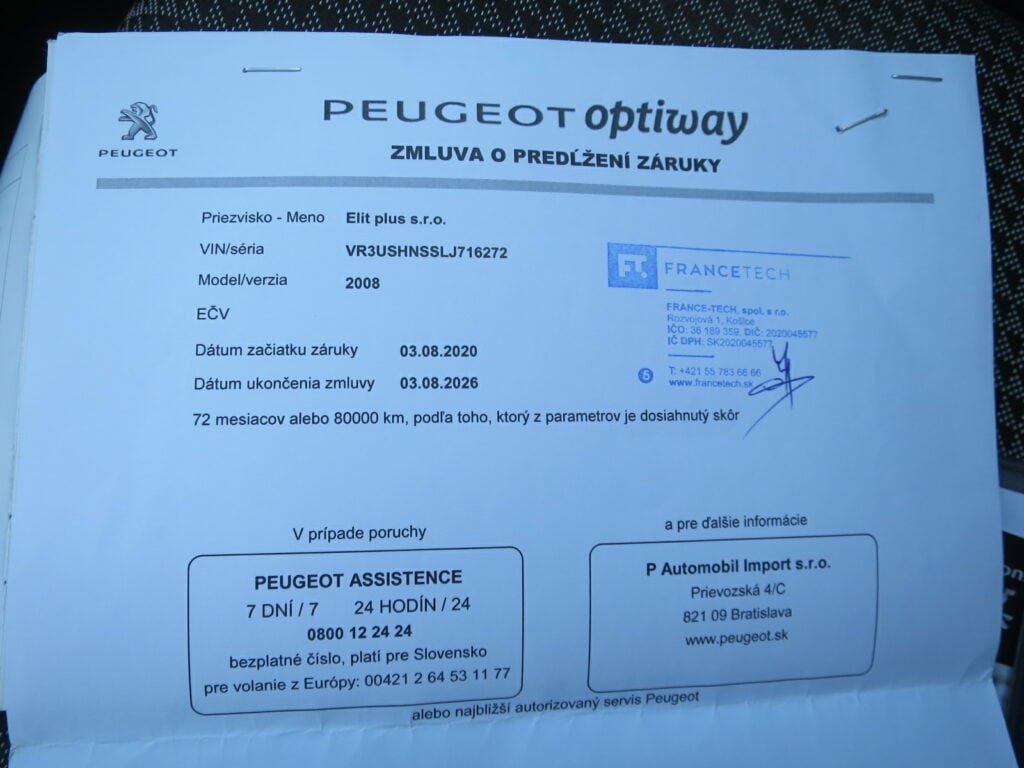 PEUGEOT
PEUGEOT optiway
ZMLUVA O PREDĹŽENÍ ZÁRUKY
Priezvisko - Meno Elit plus s.r.o.
VIN/séria VR3USHNSSLJ716272
Model/verzia 2008
EČV
Dátum začiatku záruky 03.08.2020
Dátum ukončenia zmluvy 03.08.2026
72 mesiacov alebo 80000 km, podľa toho, ktorý z parametrov je dosiahnutý skôr
FT. FRANCETECH
FRANCE-TECH, spol. s r.o.
Rozvojová 1, Košice
IČO: 36 189 359, DIČ: 2020045577
IČ DPH: SK2020045577
5
T: +421 55 783 66 66
www.francetech.sk
V prípade poruchy
PEUGEOT ASSISTENCE
7 DNÍ / 7 24 HODÍN / 24
0800 12 24 24
bezplatné číslo, platí pre Slovensko
pre volanie z Európy: 00421 2 64 53 11 77
a pre ďalšie informácie
P Automobil Import s.r.o.
Prievozská 4/C
821 09 Bratislava
www.peugeot.sk
alebo najbližší autorizovaný servis Peugeot